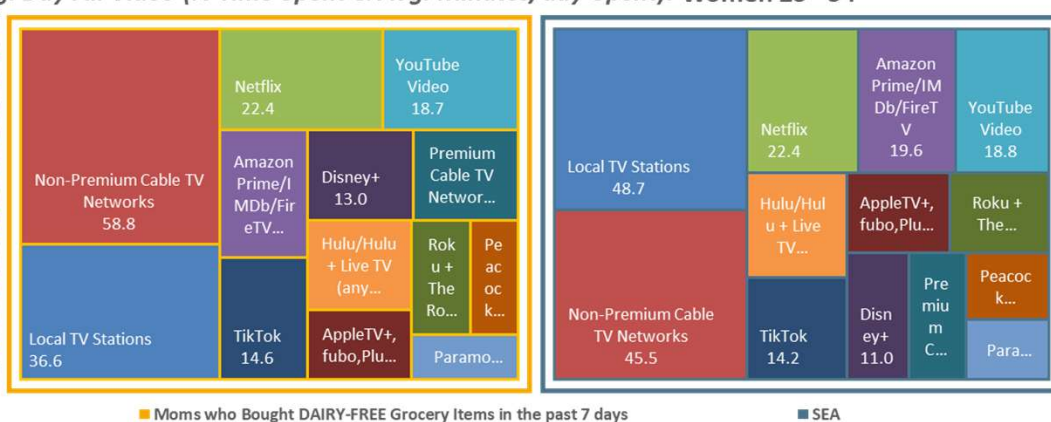 Women 25 - 54
Non-Premium Cable TV
Networks
58.8
Local TV Stations
36.6
Netflix
22.4
YouTube
Video
18.7
Amazon
Prime/I
MDb/Fir
eTV...
Disney+
13.0
Premium
Cable TV
Networ...
Hulu/Hulu
+ Live TV
(any...
Rok
u +
The
Ro...
Pe
acoc
k...
TikTok
14.6
AppleTV+,
fubo,Plu...
Paramo...
Local TV Stations
48.7
Non-Premium Cable
TV Networks
45.5
Netflix
22.4
Amazon
Prime/IM
Db/FireT
V
19.6
YouTube
Video
18.8
Hulu/Hul
u + Live
TV...
AppleTV+,
fubo,Plu...
Roku +
The...
TikTok
14.2
Disn
ey+
11.0
Pre
miu
m
C...
Peacoc
k...
Para...
Moms who Bought DAIRY-FREE Grocery Items in the past 7 days
SEA